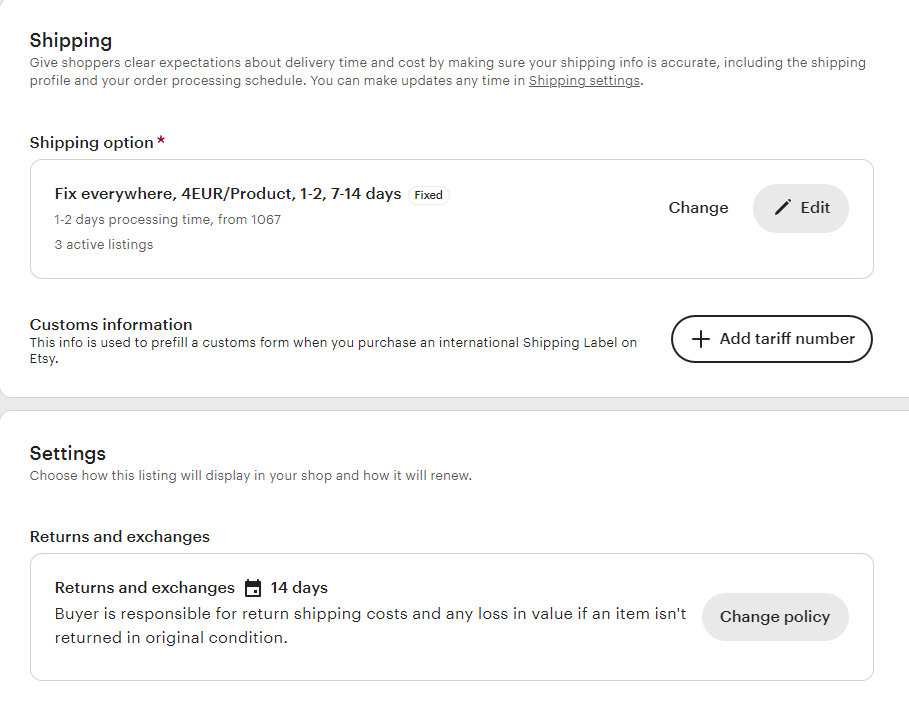 Shipping
Give shoppers clear expectations about delivery time and cost by making sure your shipping info is accurate, including the shipping
profile and your order processing schedule. You can make updates any time in Shipping settings.
Shipping option *
Fix everywhere, 4EUR/Product, 1-2, 7-14 days Fixed
1-2 days processing time, from 1067
3 active listings
Change
Edit
Customs information
This info is used to prefill a customs form when you purchase an international Shipping Label on
Etsy.
Add tariff number
Settings
Choose how this listing will display in your shop and how it will renew.
Returns and exchanges
Returns and exchanges 14 days
Buyer is responsible for return shipping costs and any loss in value if an item isn't
returned in original condition.
Change policy